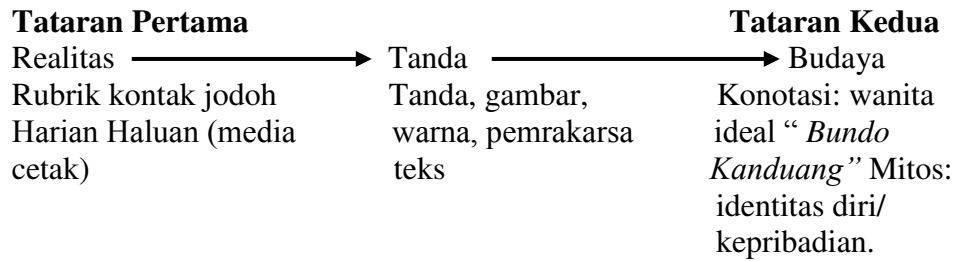 Tataran Pertama Tataran Kedua
Realitas Tanda Budaya
Rubrik kontak jodoh Tanda, gambar, Konotasi: wanita
Harian Haluan (media warna, pemrakarsa ideal “ Bundo
cetak) teks Kanduang” Mitos:
identitas diri/
kepribadian.